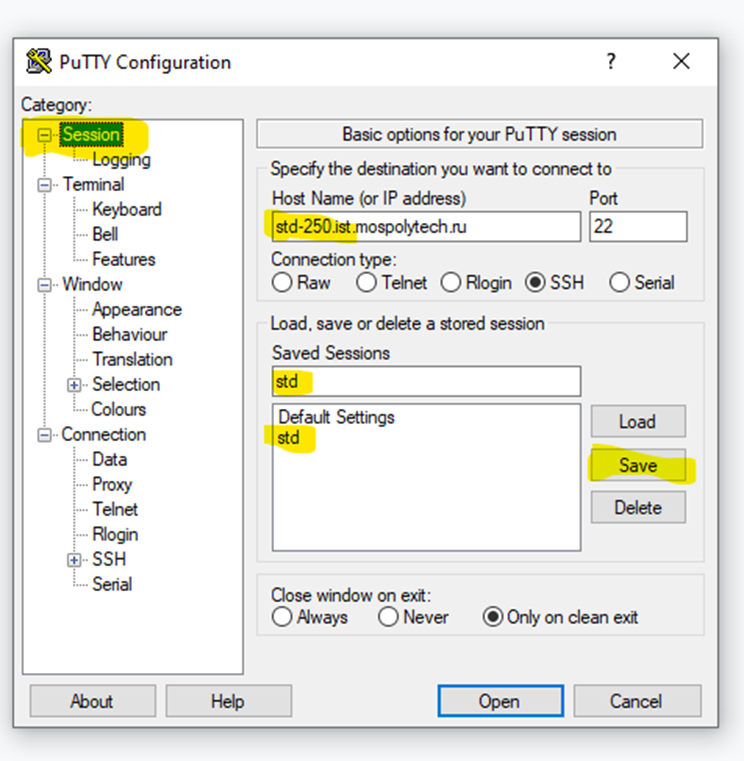 PuTTY Configuration
?
Category:
Session
Logging
Terminal
Keyboard
Bell
Features
Window
Appearance
Behaviour
Translation
Selection
Colours
Connection
Data
Proxy
Telnet
Rlogin
SSH
Serial
Basic options for your PuTTY session
Specify the destination you want to connect to
Host Name (or IP address) Port
std-250.ist.mospolytech.ru 22
Connection type:
Raw Telnet Rlogin SSH Serial
Load, save or delete a stored session
Saved Sessions
std
Default Settings
std
Load
Save
Delete
Close window on exit:
Always Never Only on clean exit
About Help Open Cancel